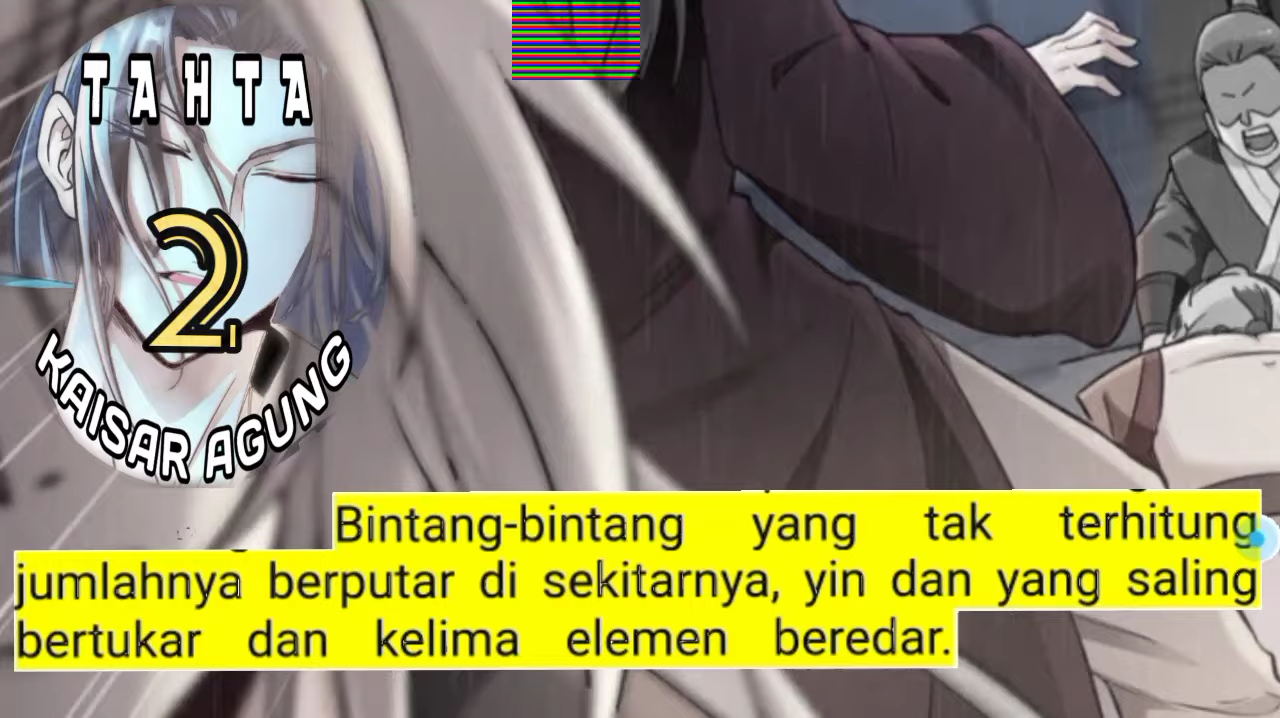 TAHTA
2
KAISAR AGUNG
Bintang-bintang yang tak terhitung
jumlahnya berputar di sekitarnya, yin dan yang saling
bertukar dan kelima elemen beredar.